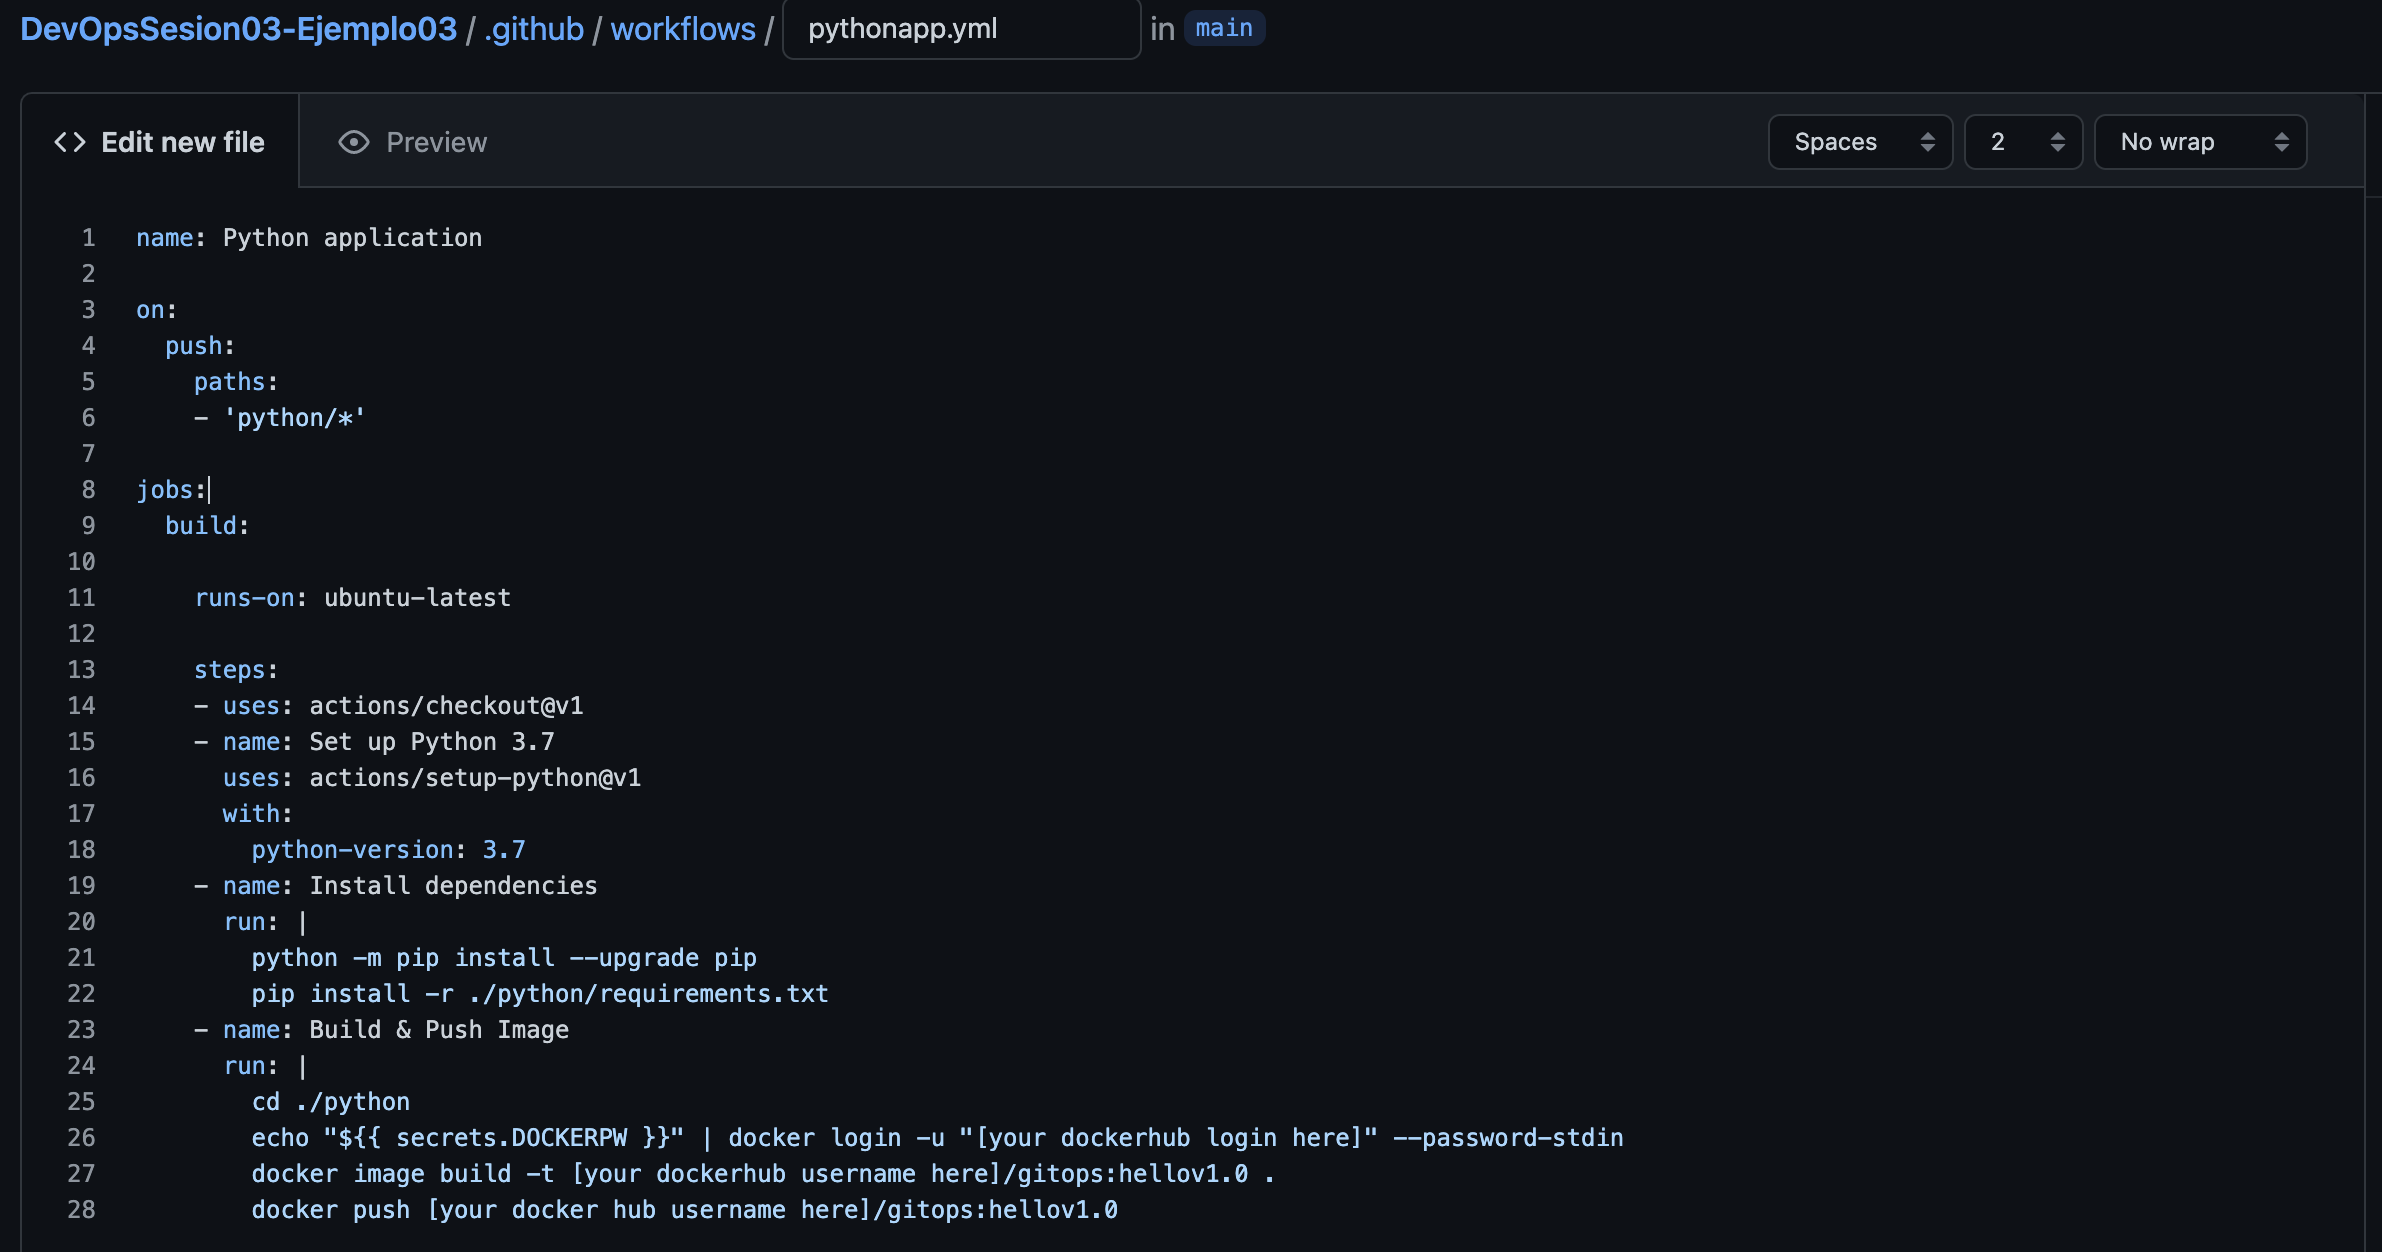 DevOpsSesion03-Ejemplo03 / .github / workflows / pythonapp.yml in main
<> Edit new file Preview Spaces 2 No wrap
1 name: Python application
2
3 on:
4   push:
5     paths:
6     - 'python/*'
7
8 jobs:
9   build:
10
11     runs-on: ubuntu-latest
12
13     steps:
14     - uses: actions/checkout@v1
15     - name: Set up Python 3.7
16       uses: actions/setup-python@v1
17       with:
18         python-version: 3.7
19     - name: Install dependencies
20       run: |
21         python -m pip install --upgrade pip
22         pip install -r ./python/requirements.txt
23     - name: Build & Push Image
24       run: |
25         cd ./python
26         echo "${{ secrets.DOCKERPW }}" | docker login -u "[your dockerhub login here]" --password-stdin
27         docker image build -t [your dockerhub username here]/gitops:hellov1.0 .
28         docker push [your docker hub username here]/gitops:hellov1.0